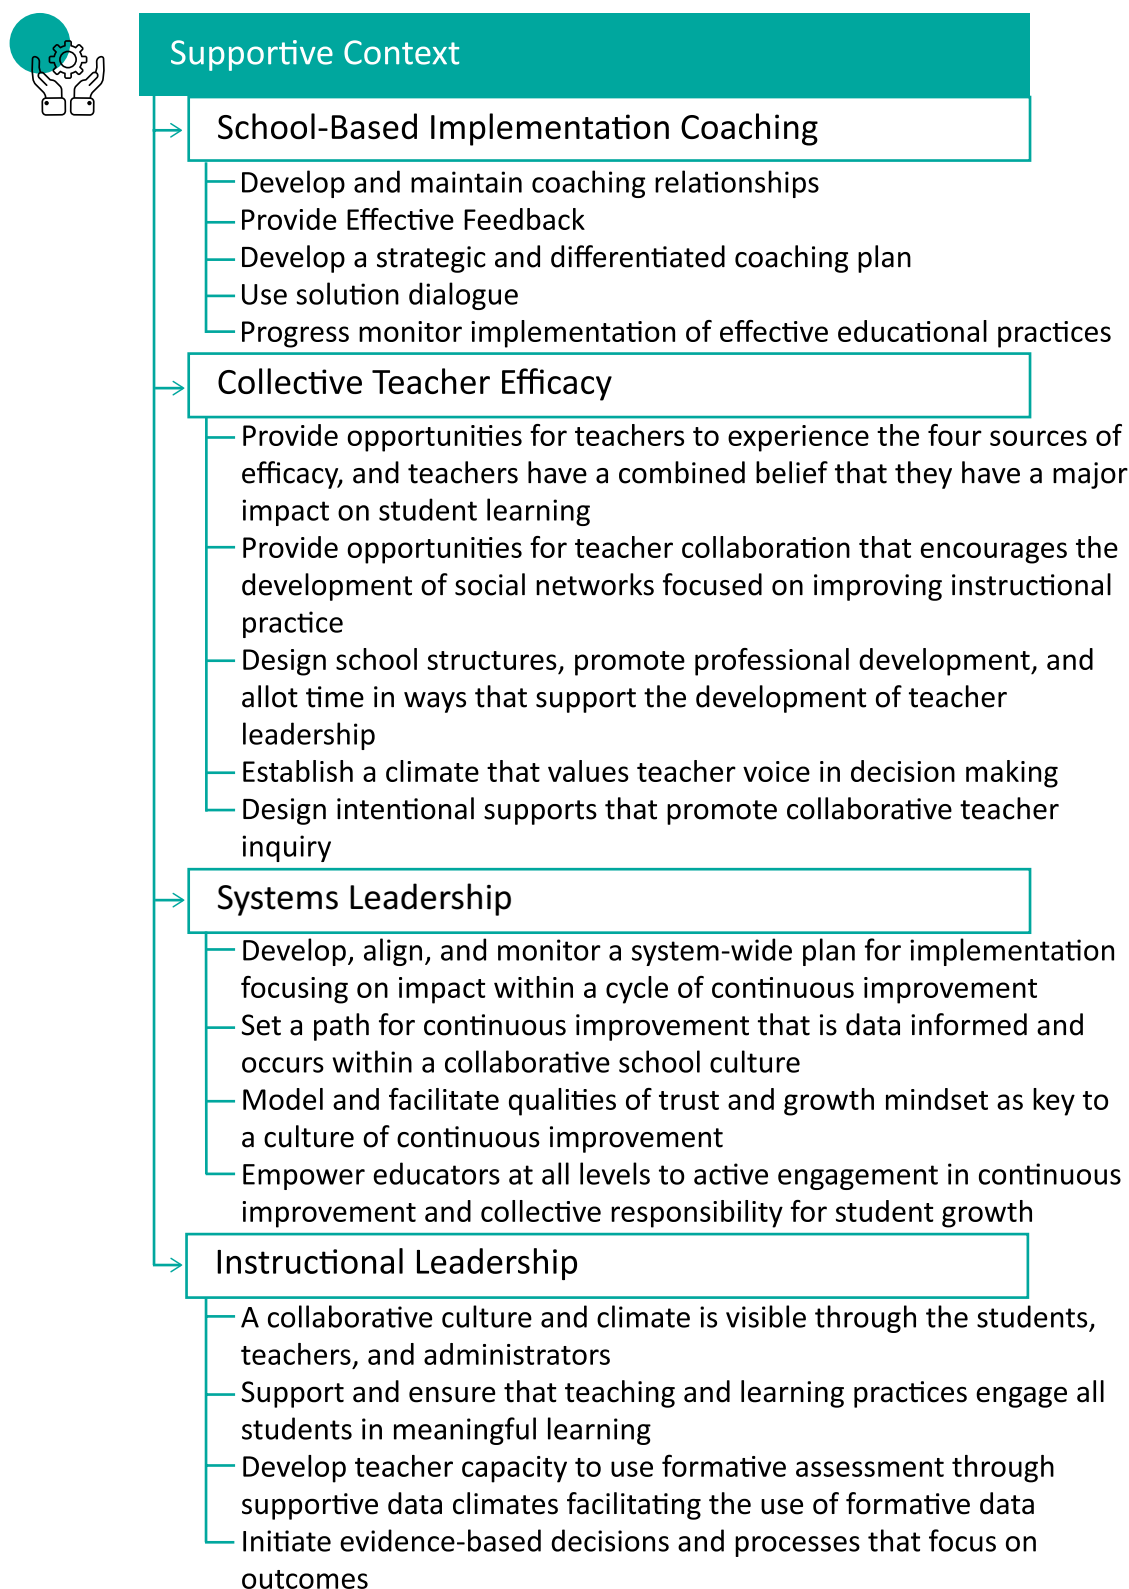 Supportive Context
School-Based Implementation Coaching
Develop and maintain coaching relationships
Provide Effective Feedback
Develop a strategic and differentiated coaching plan
Use solution dialogue
Progress monitor implementation of effective educational practices
Collective Teacher Efficacy
Provide opportunities for teachers to experience the four sources of
efficacy, and teachers have a combined belief that they have a major
impact on student learning
Provide opportunities for teacher collaboration that encourages the
development of social networks focused on improving instructional
practice
Design school structures, promote professional development, and
allot time in ways that support the development of teacher
leadership
Establish a climate that values teacher voice in decision making
Design intentional supports that promote collaborative teacher
inquiry
Systems Leadership
Develop, align, and monitor a system-wide plan for implementation
focusing on impact within a cycle of continuous improvement
Set a path for continuous improvement that is data informed and
occurs within a collaborative school culture
Model and facilitate qualities of trust and growth mindset as key to
a culture of continuous improvement
Empower educators at all levels to active engagement in continuous
improvement and collective responsibility for student growth
Instructional Leadership
A collaborative culture and climate is visible through the students,
teachers, and administrators
Support and ensure that teaching and learning practices engage all
students in meaningful learning
Develop teacher capacity to use formative assessment through
supportive data climates facilitating the use of formative data
Initiate evidence-based decisions and processes that focus on
outcomes